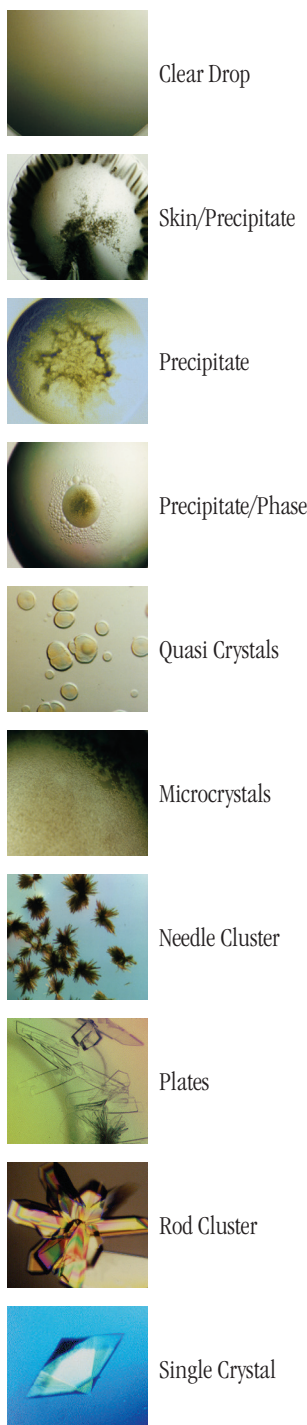 Clear Drop
Skin/Precipitate
Precipitate
Precipitate/Phase
Quasi Crystals
Microcrystals
Needle Cluster
Plates
Rod Cluster
Single Crystal